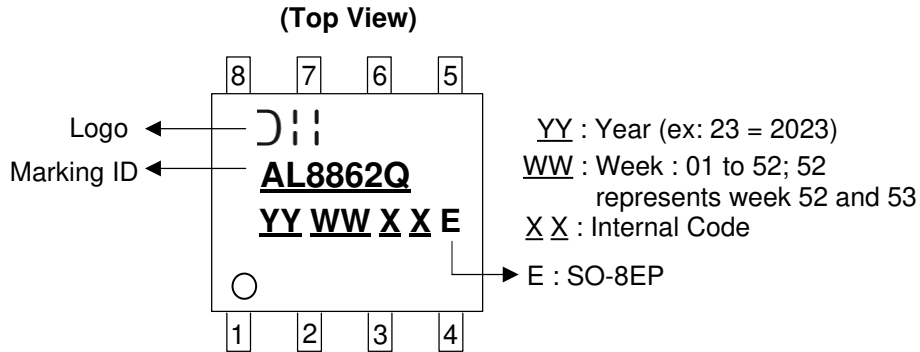 (Top View)
8 7 6 5
Logo
Marking ID
AL8862Q
YY WW X X E
YY : Year (ex: 23 = 2023)
WW : Week : 01 to 52; 52
represents week 52 and 53
X X : Internal Code
E : SO-8EP
1 2 3 4